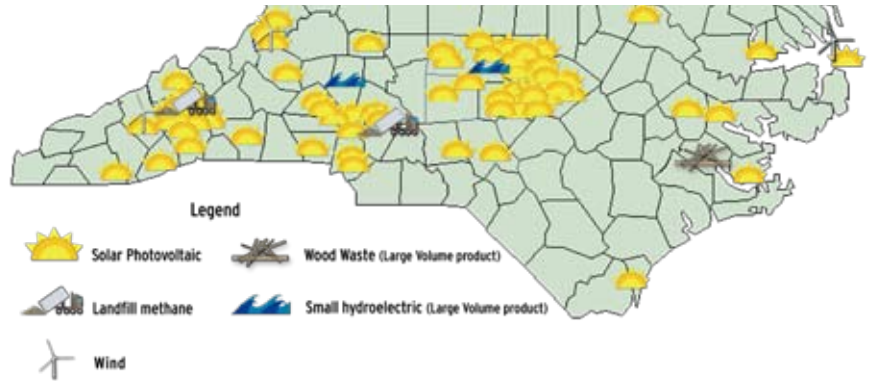 Legend
Solar Photovoltaic
Wood Waste (Large Volume product)
Landfill methane
Small hydroelectric (Large Volume product)
Wind